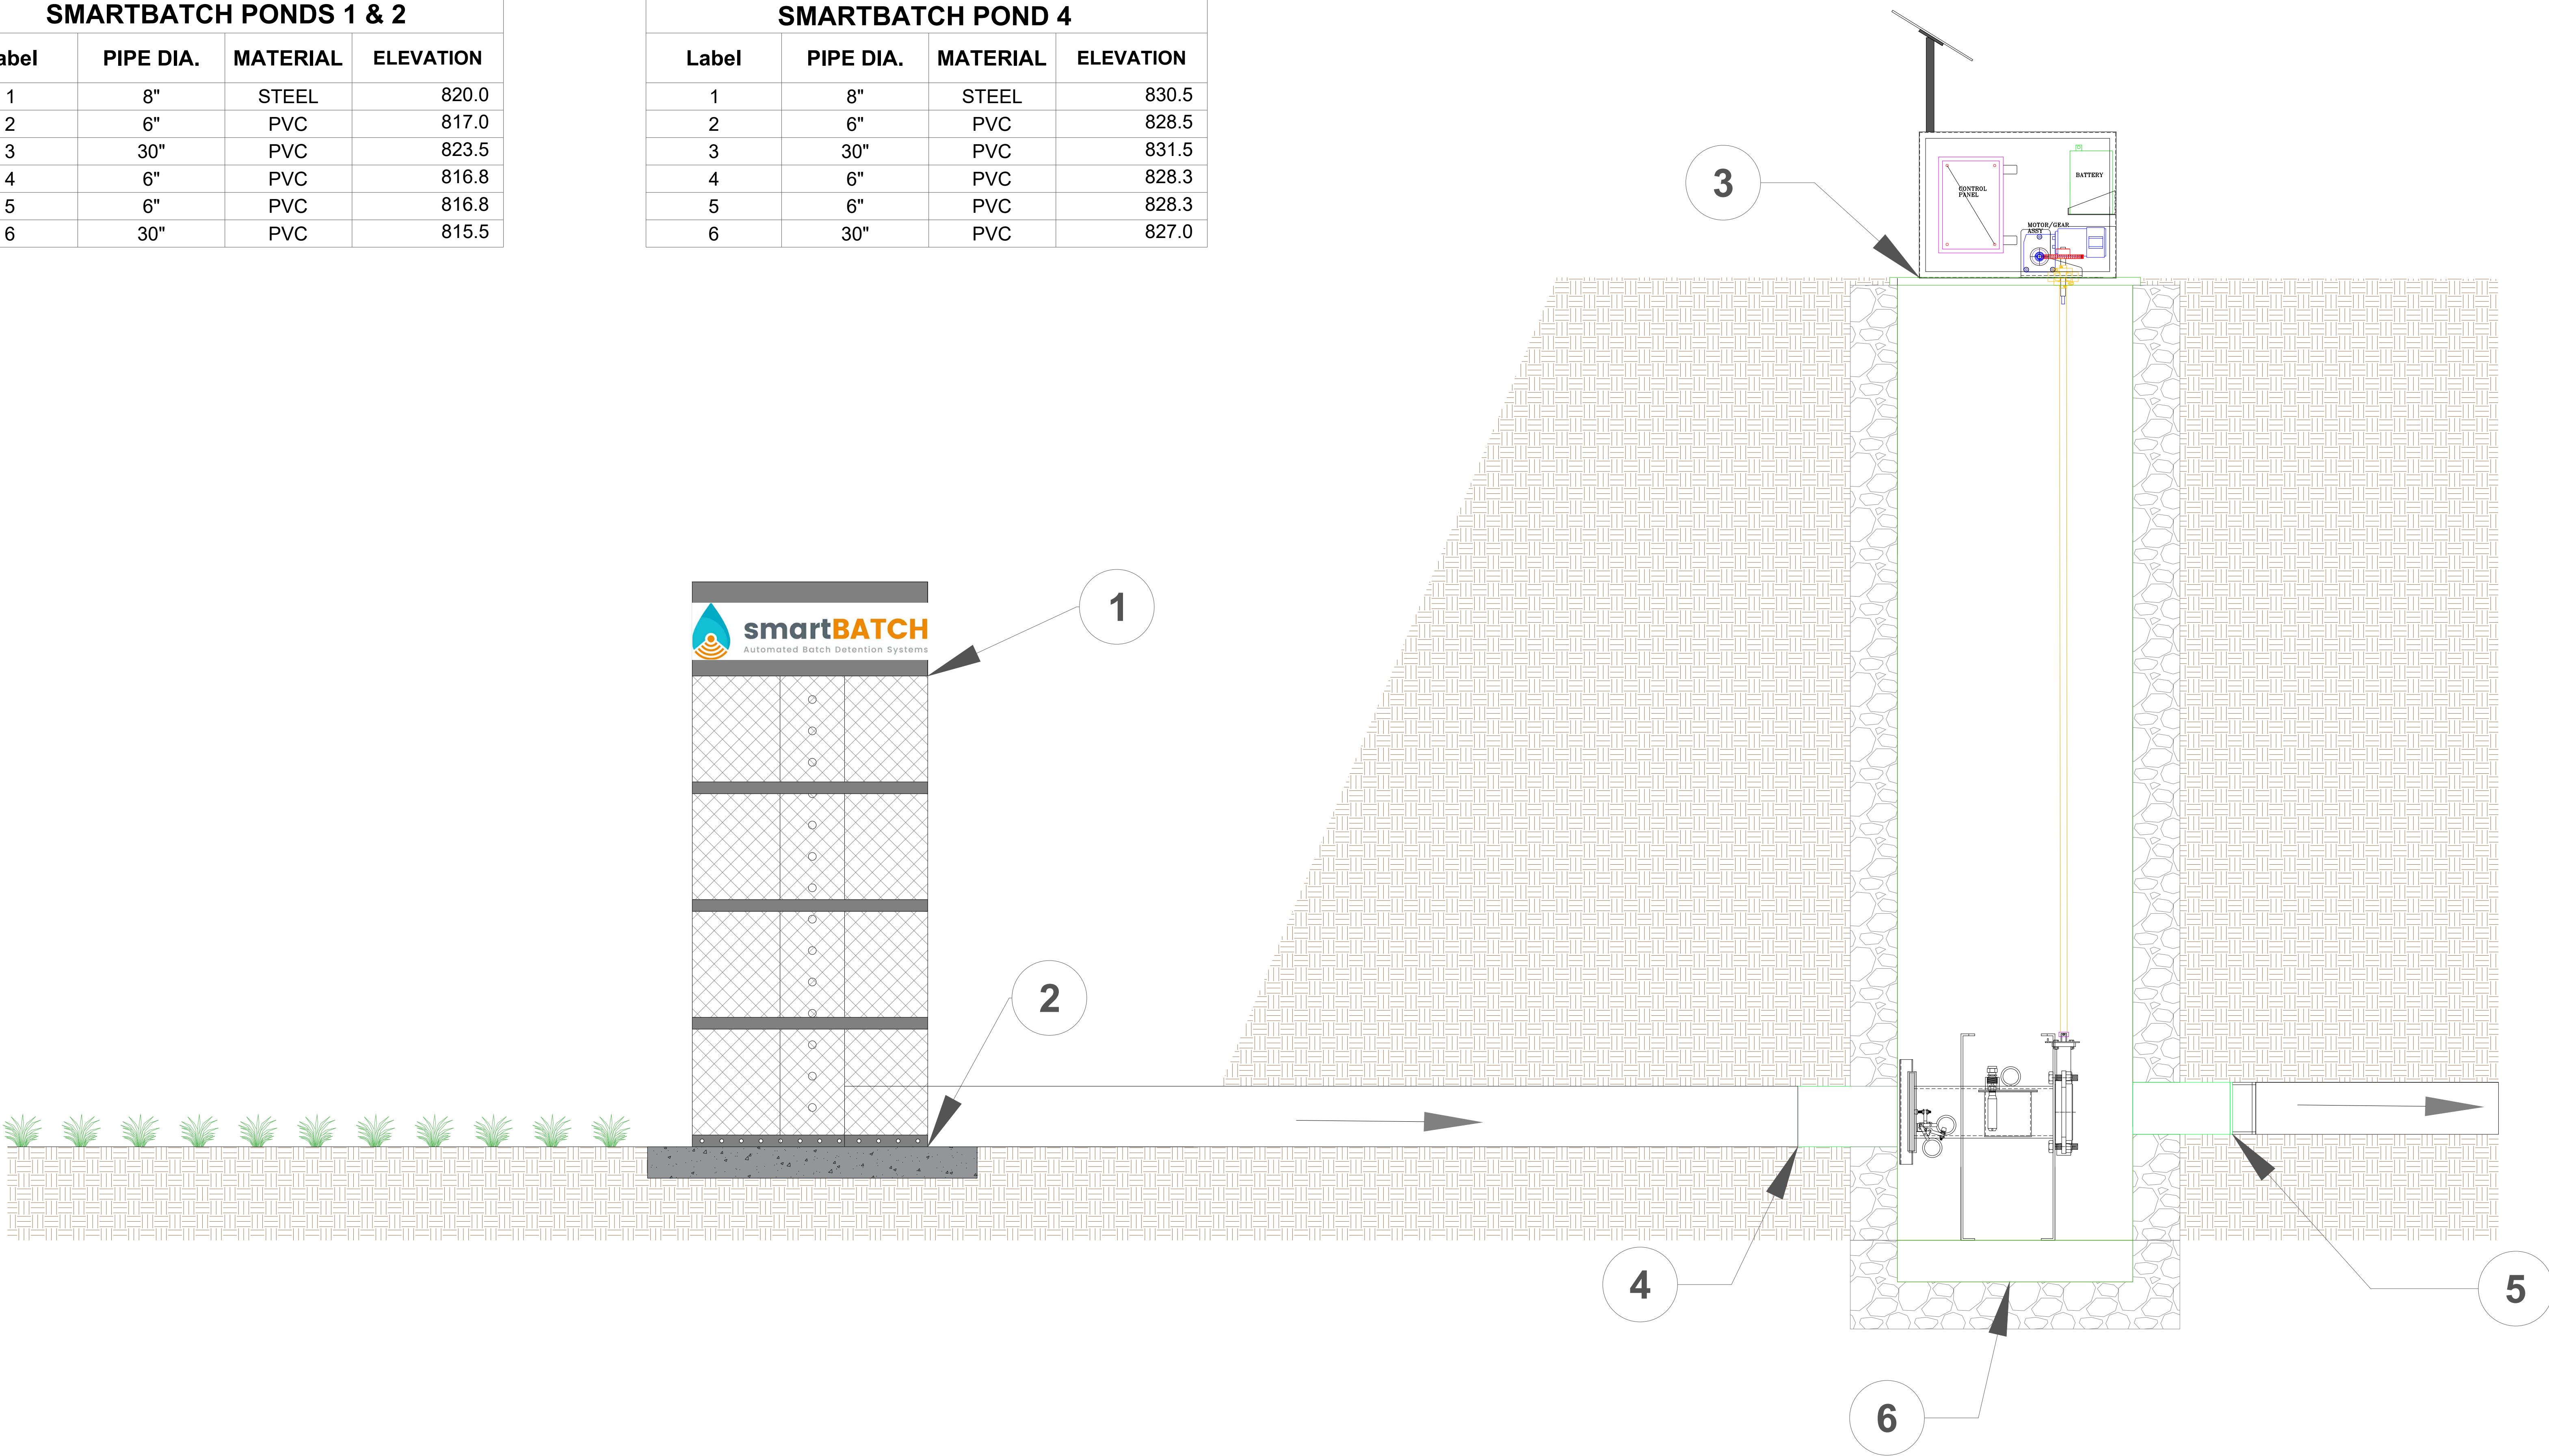 SMARTBATCH PONDS 1 & 2
abel PIPE DIA. MATERIAL ELEVATION
1 8" STEEL 820.0
2 6" PVC 817.0
3 30" PVC 823.5
4 6" PVC 816.8
5 6" PVC 816.8
6 30" PVC 815.5
SMARTBATCH POND 4
Label PIPE DIA. MATERIAL ELEVATION
1 8" STEEL 830.5
2 6" PVC 828.5
3 30" PVC 831.5
4 6" PVC 828.3
5 6" PVC 828.3
6 30" PVC 827.0
3
CONTROL
PANEL
BATTERY
MOTOR/GEAR
ASSY
1
smartBATCH
Automated Batch Detention Systems
2
4
5
6